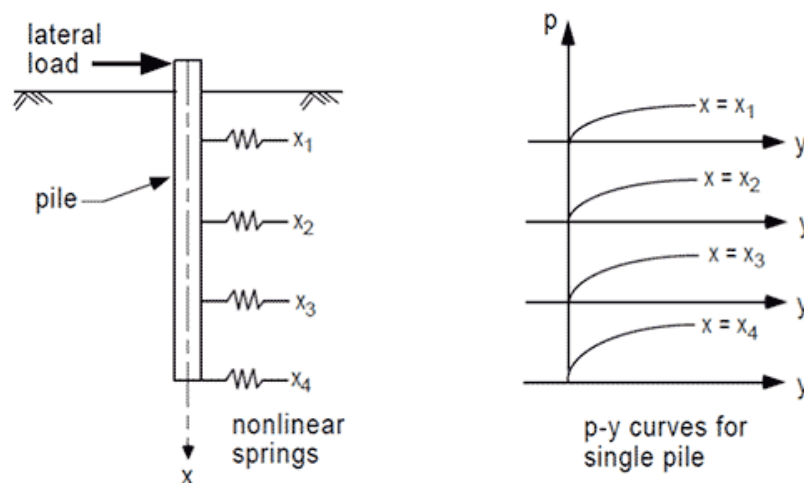 lateral
load
pile
x1
x2
x3
x4
x
nonlinear
springs
p
x = x1
y
x = x2
y
x = x3
y
x = x4
y
p-y curves for
single pile